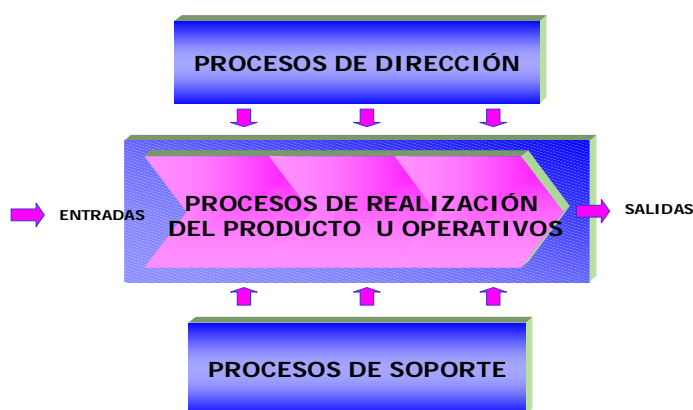 PROCESOS DE DIRECCIÓN
ENTRADAS
PROCESOS DE REALIZACIÓN
DEL PRODUCTO U OPERATIVOS
SALIDAS
PROCESOS DE SOPORTE